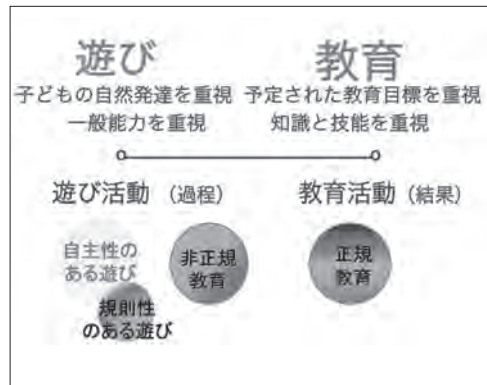 遊び 教育
子どもの自然発達を重視 予定された教育目標を重視
一般能力を重視 知識と技能を重視
遊び活動（過程） 教育活動（結果）
自主性の
ある遊び
非正規
教育
正規
教育
規則性
のある遊び